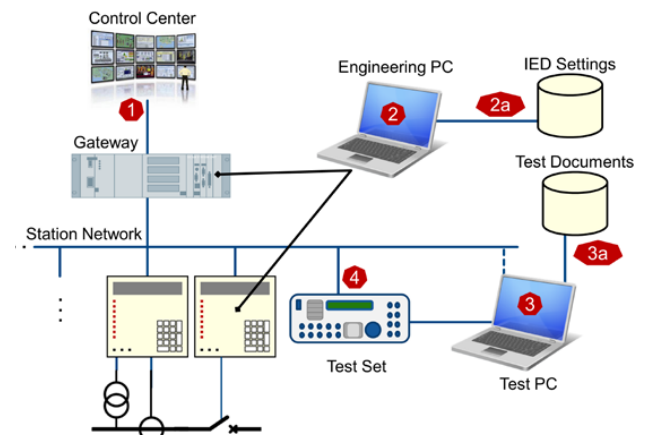 Control Center
1
Engineering PC
IED Settings
2
2a
Gateway
Test Documents
Station Network
3a
4
3
Test Set
Test PC